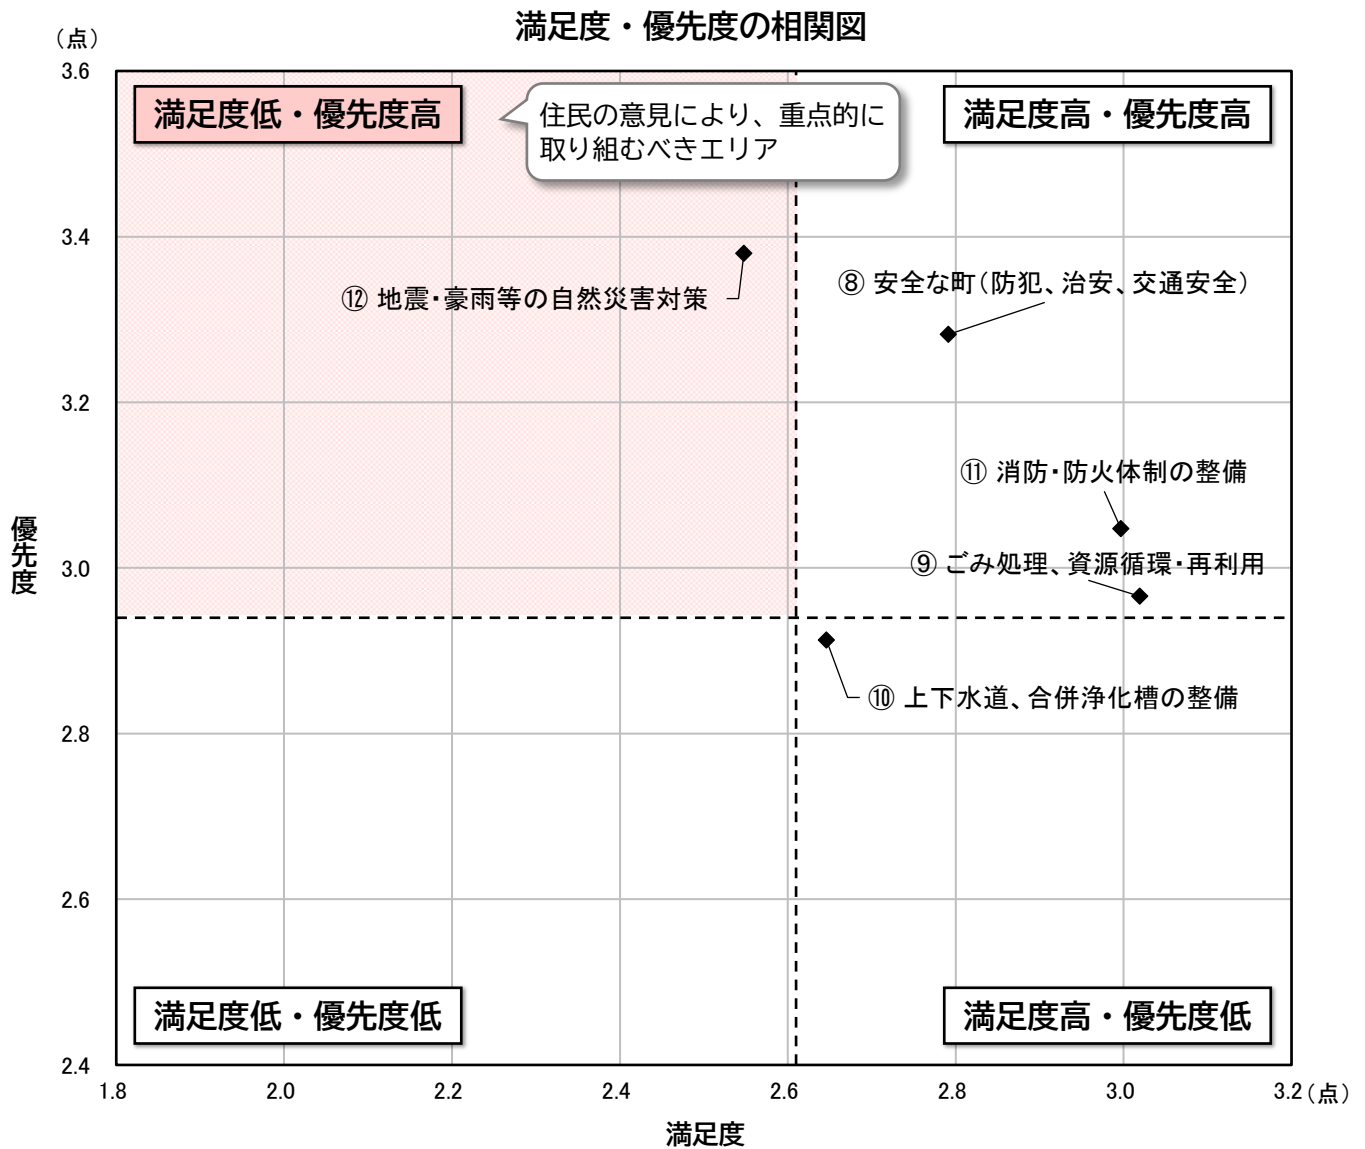 満足度・優先度の相関図
（点）
3.6
満足度低・優先度高
住民の意見により、重点的に
取り組むべきエリア
満足度高・優先度高
3.4
⑧ 安全な町（防犯、治安、交通安全）
⑫ 地震・豪雨等の自然災害対策
3.2
⑪ 消防・防火体制の整備
優先度
3.0
⑨ ごみ処理、資源循環・再利用
⑩ 上下水道、合併浄化槽の整備
2.8
2.6
満足度低・優先度低
満足度高・優先度低
2.4
1.8 2.0 2.2 2.4 2.6 2.8 3.0 3.2（点）
満足度